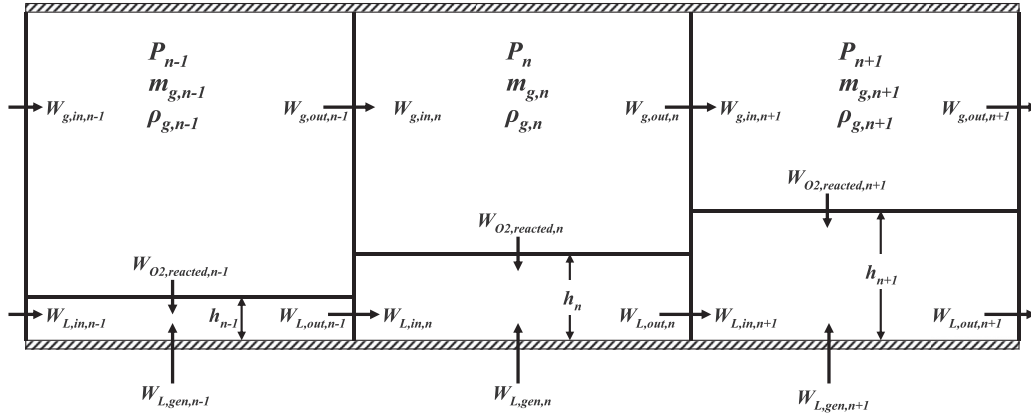 P_{n-1}
m_{g,n-1}
ρ_{g,n-1}
W_{g,in,n-1}
W_{g,out,n-1}
W_{O2,reacted,n-1}
W_{L,in,n-1}
h_{n-1}
W_{L,out,n-1}
W_{L,gen,n-1}
P_n
m_{g,n}
ρ_{g,n}
W_{g,in,n}
W_{g,out,n}
W_{O2,reacted,n}
W_{L,in,n}
h_n
W_{L,out,n}
W_{L,gen,n}
P_{n+1}
m_{g,n+1}
ρ_{g,n+1}
W_{g,in,n+1}
W_{g,out,n+1}
W_{O2,reacted,n+1}
W_{L,in,n+1}
h_{n+1}
W_{L,out,n+1}
W_{L,gen,n+1}